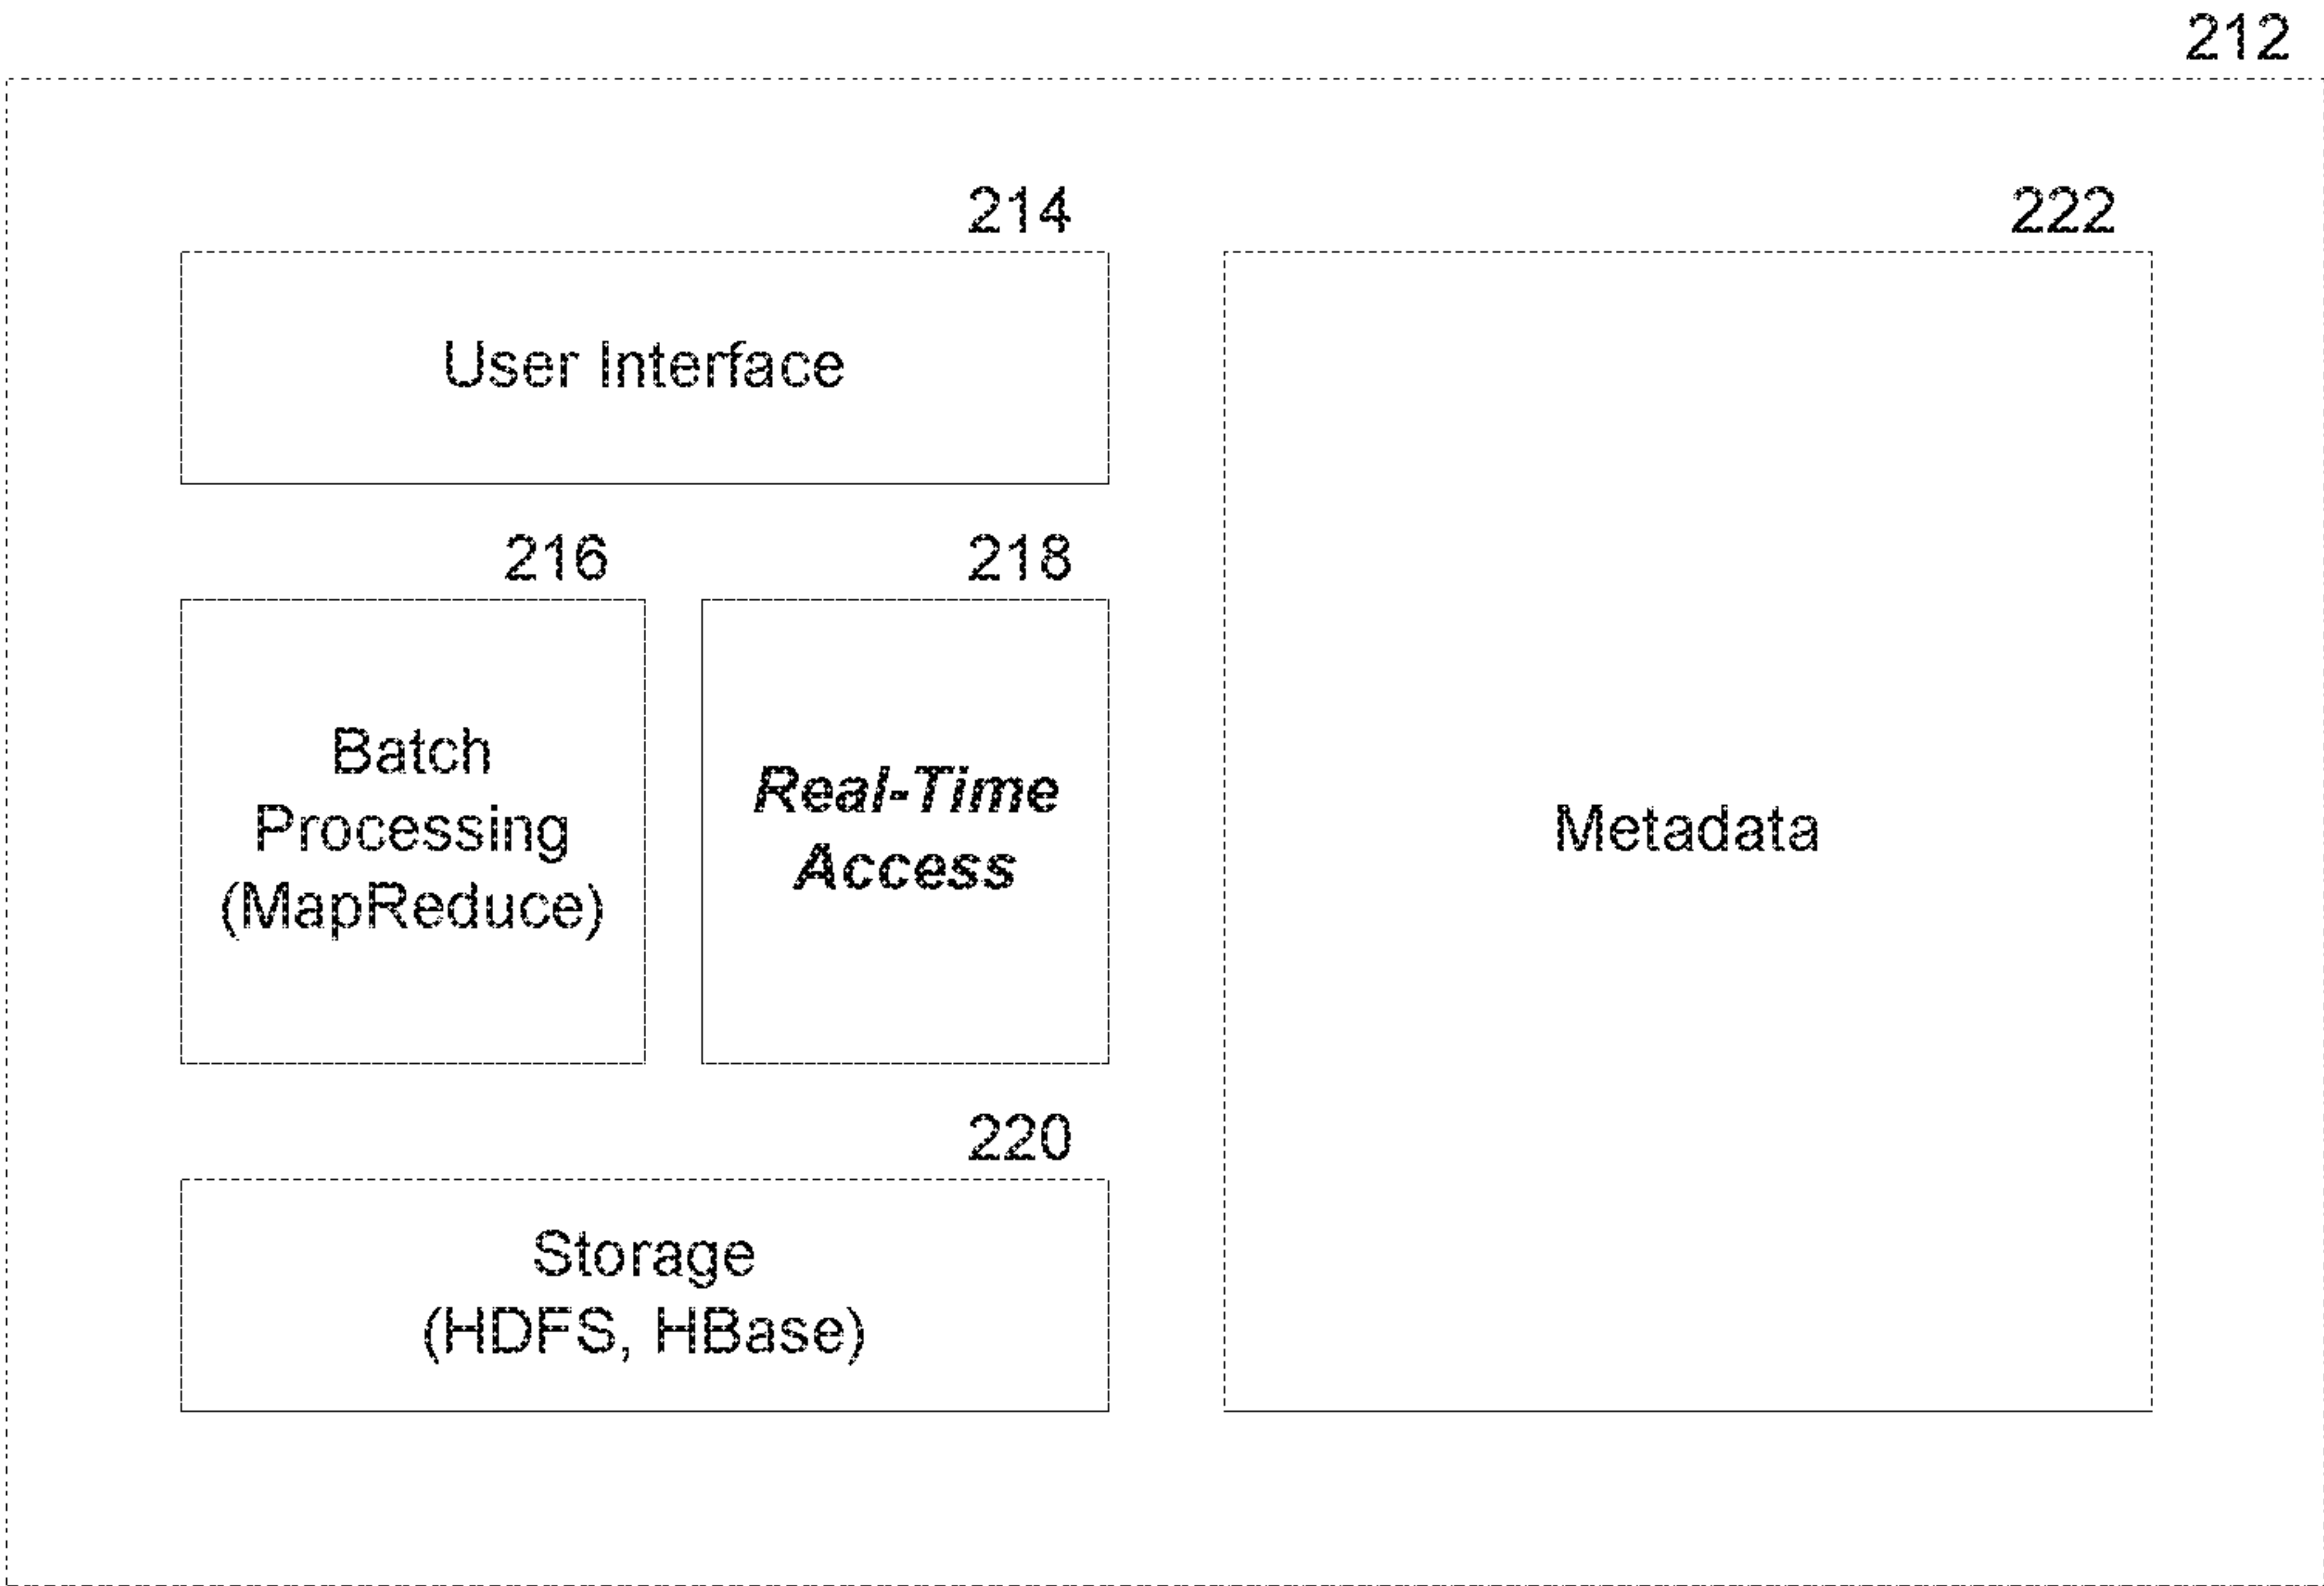 212
214
User Interface
216
Batch
Processing
(MapReduce)
218
Real-Time
Access
220
Storage
(HDFS, HBase)
222
Metadata